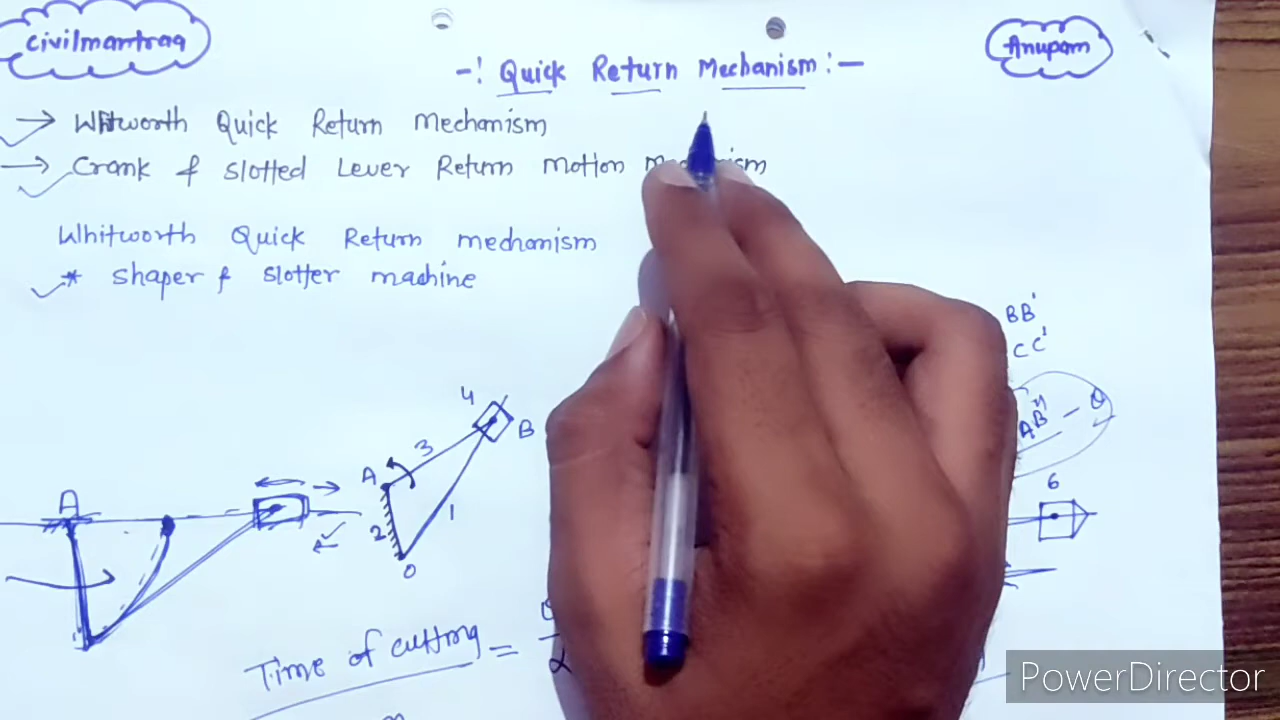 Civilmantraa
Anupam
-! Quick Return Mechanism :-
→ Whitworth Quick Return Mechanism
→ Crank & slotted Lever Return motion
Whitworth Quick Return mechanism
* shaper & slotter machine
BB'
CC'
4
B
3
A
1
2
O
A
6
Time of cutting =
α
PowerDirector